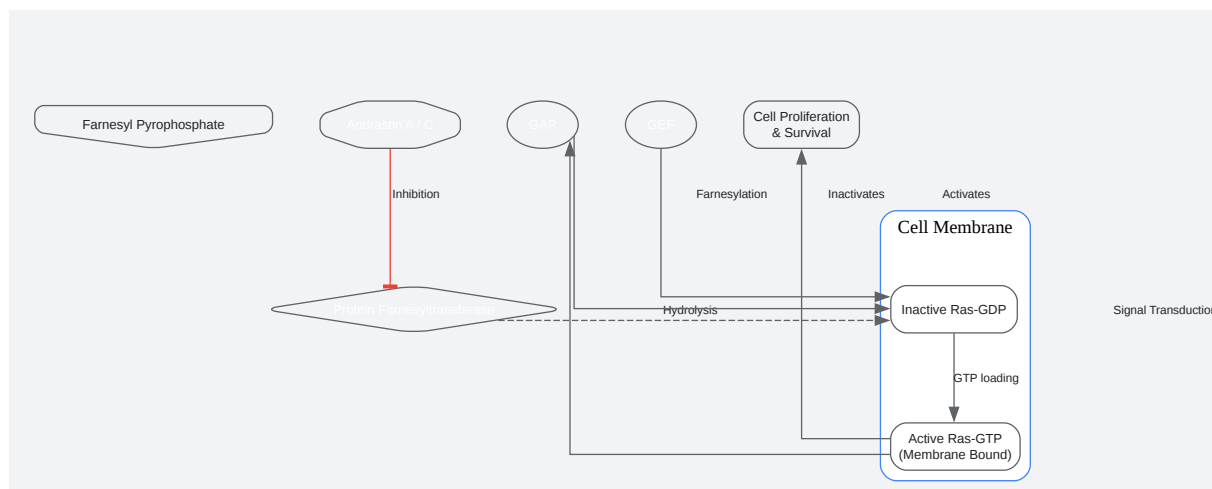 Farnesyl Pyrophosphate
Andrastin A / C
GAP
GEF
Cell Proliferation
& Survival
Inhibition
Farnesylation
Inactivates
Activates
Cell Membrane
Protein Farnesyltransferase
Hydrolysis
Inactive Ras-GDP
Signal Transduction
GTP loading
Active Ras-GTP
(Membrane Bound)